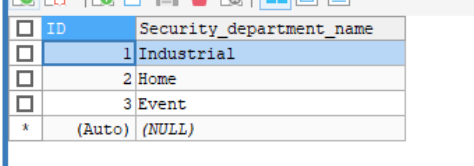 ID Security_department_name
1 Industrial
2 Home
3 Event
* (Auto) (NULL)